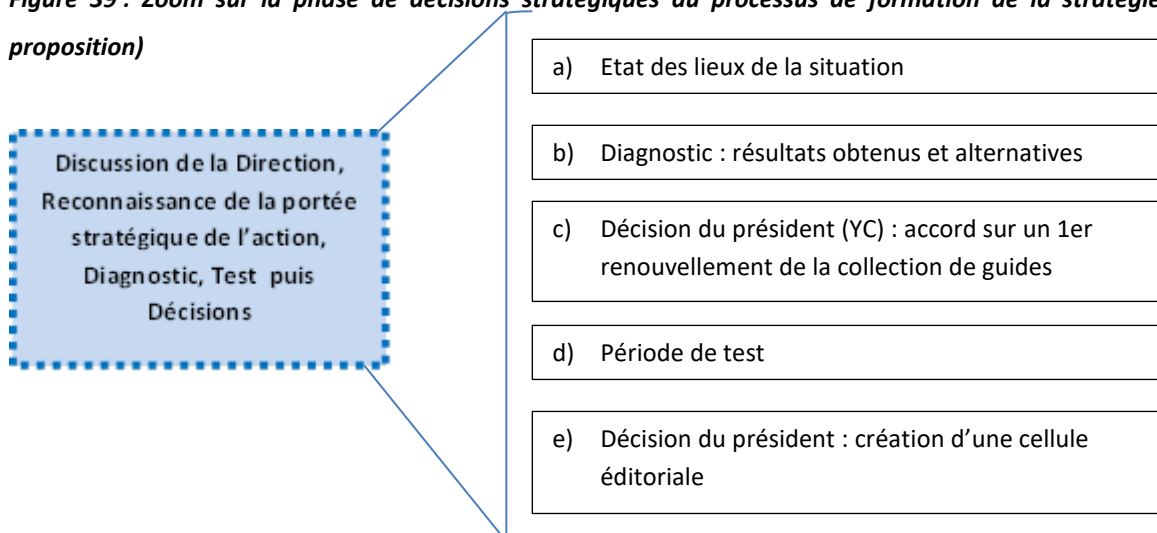 Figure 39 : Zoom sur la phase de décisions stratégiques du processus de formation de la stratégie
proposition)
Discussion de la Direction,
Reconnaissance de la portée
stratégique de l'action,
Diagnostic, Test puis
Décisions
a) Etat des lieux de la situation
b) Diagnostic : résultats obtenus et alternatives
c) Décision du président (YC) : accord sur un 1er
renouvellement de la collection de guides
d) Période de test
e) Décision du président : création d’une cellule
éditoriale